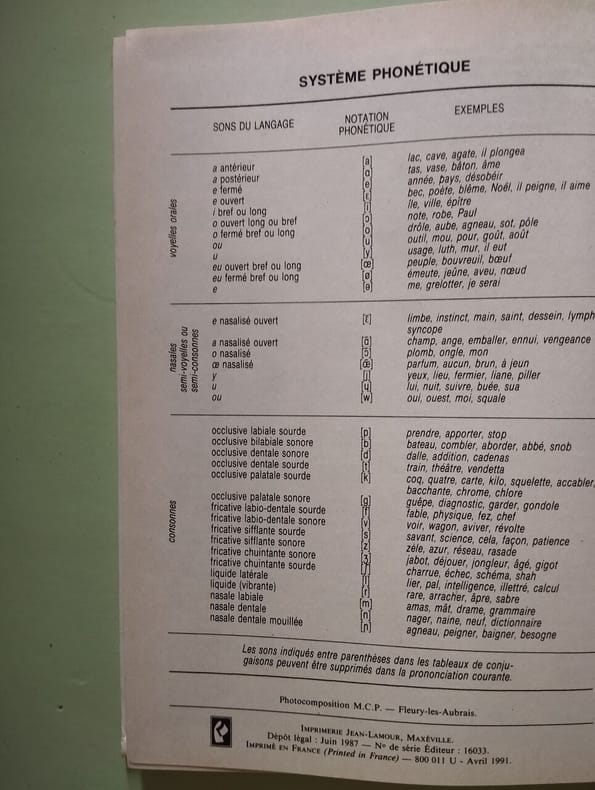 SYSTÈME PHONÉTIQUE
SONS DU LANGAGE NOTATION PHONÉTIQUE EXEMPLES
voyelles orales
a antérieur [a] lac, cave, agate, il plongea
a postérieur [ɑ] tas, vase, bâton, âme
e fermé [e] année, pays, désobéir
e ouvert [ɛ] bec, poète, blême, Noël, il peigne, il aime
i bref ou long [i] île, ville, épître
o ouvert long ou bref [ɔ] note, robe, Paul
o fermé bref ou long [o] drôle, aube, agneau, sot, pôle
ou [u] outil, mou, pour, goût, août
u [y] usage, luth, mur, il eut
eu ouvert bref ou long [œ] peuple, bouvreuil, bœuf
eu fermé bref ou long [ø] émeute, jeûne, aveu, nœud
e [ə] me, grelotter, je serai
nasales
semi-voyelles ou
semi-consonnes
e nasalisé ouvert [ɛ̃] limbe, instinct, main, saint, dessein, lymph
syncope
a nasalisé ouvert [ɑ̃] champ, ange, emballer, ennui, vengeance
o nasalisé [ɔ̃] plomb, ongle, mon
œ nasalisé [œ̃] parfum, aucun, brun, à jeun
y [j] yeux, lieu, fermier, liane, piller
u [ɥ] lui, nuit, suivre, buée, sua
ou [w] oui, ouest, moi, squale
consonnes
occlusive labiale sourde [p] prendre, apporter, stop
occlusive bilabiale sonore [b] bateau, combler, aborder, abbé, snob
occlusive dentale sonore [d] dalle, addition, cadenas
occlusive dentale sourde [t] train, théâtre, vendetta
occlusive palatale sourde [k] coq, quatre, carte, kilo, squelette, accabler,
bacchante, chrome, chlore
occlusive palatale sonore [g] guêpe, diagnostic, garder, gondole
fricative labio-dentale sourde [f] fable, physique, fez, chef
fricative labio-dentale sonore [v] voir, wagon, aviver, révolte
fricative sifflante sourde [s] savant, science, cela, façon, patience
fricative sifflante sonore [z] zèle, azur, réseau, rasade
fricative chuintante sonore [ʒ] jabot, déjouer, jongleur, âgé, gigot
fricative chuintante sourde [ʃ] charrue, échec, schéma, shah
liquide latérale [l] lier, pal, intelligence, illettré, calcul
liquide (vibrante) [r] rare, arracher, âpre, sabre
nasale labiale [m] amas, mât, drame, grammaire
nasale dentale [n] nager, naine, neuf, dictionnaire
nasale dentale mouillée [ɲ] agneau, peigner, baigner, besogne
Les sons indiqués entre parenthèses dans les tableaux de conju-
gaisons peuvent être supprimés dans la prononciation courante.
Photocomposition M.C.P. — Fleury-les-Aubrais.
IMPRIMERIE JEAN-LAMOUR, MAXÉVILLE.
Dépôt légal : Juin 1987 — No de série Éditeur : 16033.
IMPRIMÉ EN FRANCE (Printed in France) — 800 011 U - Avril 1991.